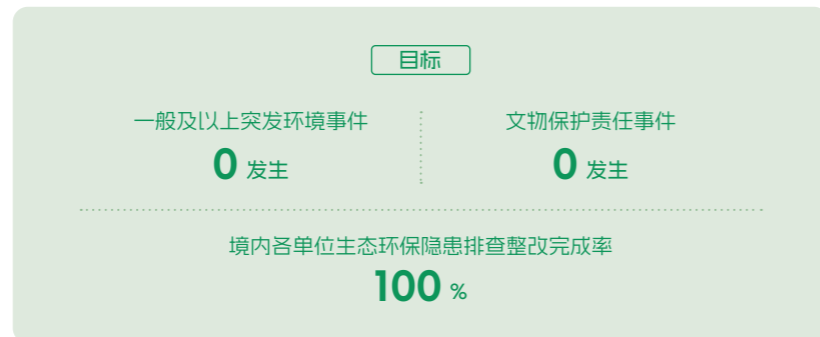 目标
一般及以上突发环境事件
0 发生
文物保护责任事件
0 发生
境内各单位生态环保隐患排查整改完成率
100 %